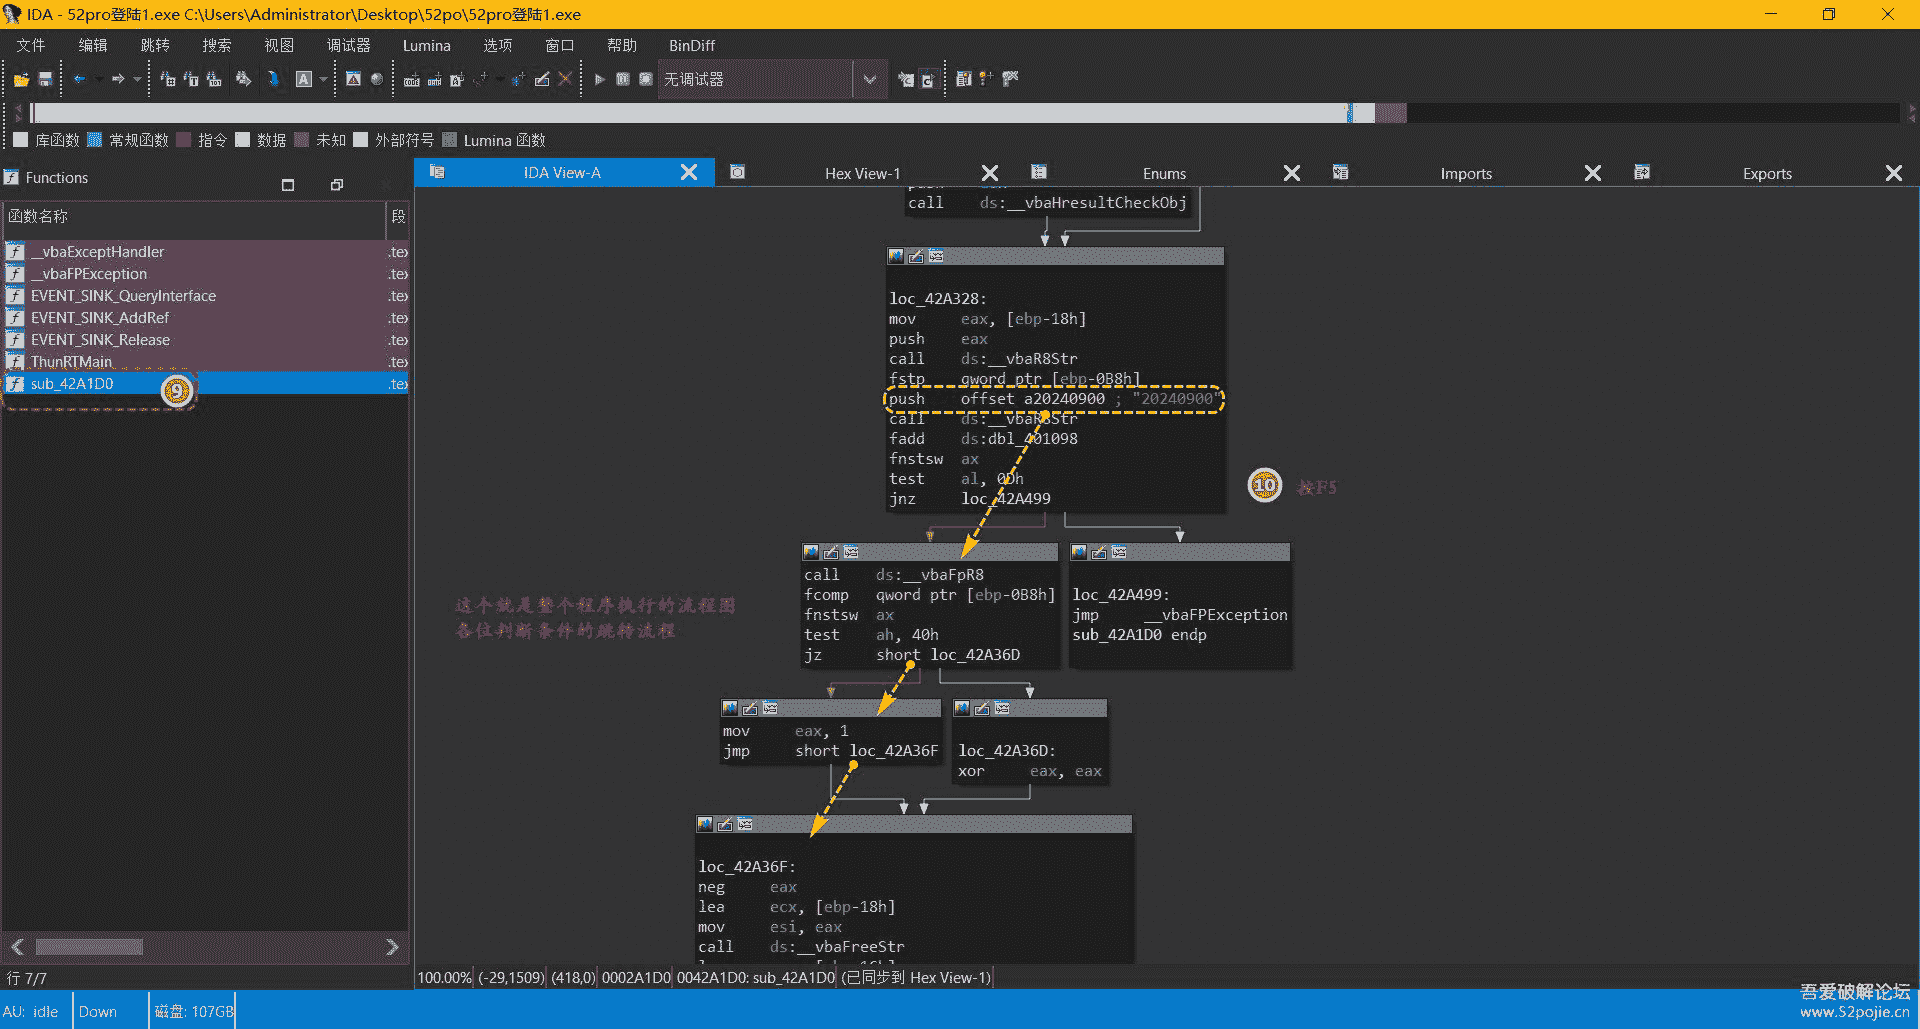 IDA - 52pro登陆1.exe C:\Users\Administrator\Desktop\52po\52pro登陆1.exe
文件 编辑 跳转 搜索 视图 调试器 Lumina 选项 窗口 帮助 BinDiff
无调试器
库函数 常规函数 指令 数据 未知 外部符号 Lumina 函数
Functions
函数名称 段
__vbaExceptHandler .tex
__vbaFPException .tex
EVENT_SINK_QueryInterface .tex
EVENT_SINK_AddRef .tex
EVENT_SINK_Release .tex
ThunRTMain .tex
sub_42A1D0 .tex
9
行 7/7
IDA View-A Hex View-1 Enums Imports Exports
call ds:__vbaHresultCheckObj
loc_42A328:
mov eax, [ebp-18h]
push eax
call ds:__vbaR8Str
fstp qword ptr [ebp-0B8h]
push offset a20240900 ; "20240900"
call ds:__vbaR8Str
fadd ds:dbl_401098
fnstsw ax
test al, 0Dh
jnz loc_42A499
10 按F5
call ds:__vbaFpR8
fcomp qword ptr [ebp-0B8h]
fnstsw ax
test ah, 40h
jz short loc_42A36D
loc_42A499:
jmp __vbaFPException
sub_42A1D0 endp
这个就是整个程序执行的流程图
各位判断条件的跳转流程
mov eax, 1
jmp short loc_42A36F
loc_42A36D:
xor eax, eax
loc_42A36F:
neg eax
lea ecx, [ebp-18h]
mov esi, eax
call ds:__vbaFreeStr
100.00% (-29,1509) (418,0) 0002A1D0 0042A1D0: sub_42A1D0 (已同步到 Hex View-1)
AU: idle Down 磁盘: 107GB
吾爱破解论坛
www.52pojie.cn